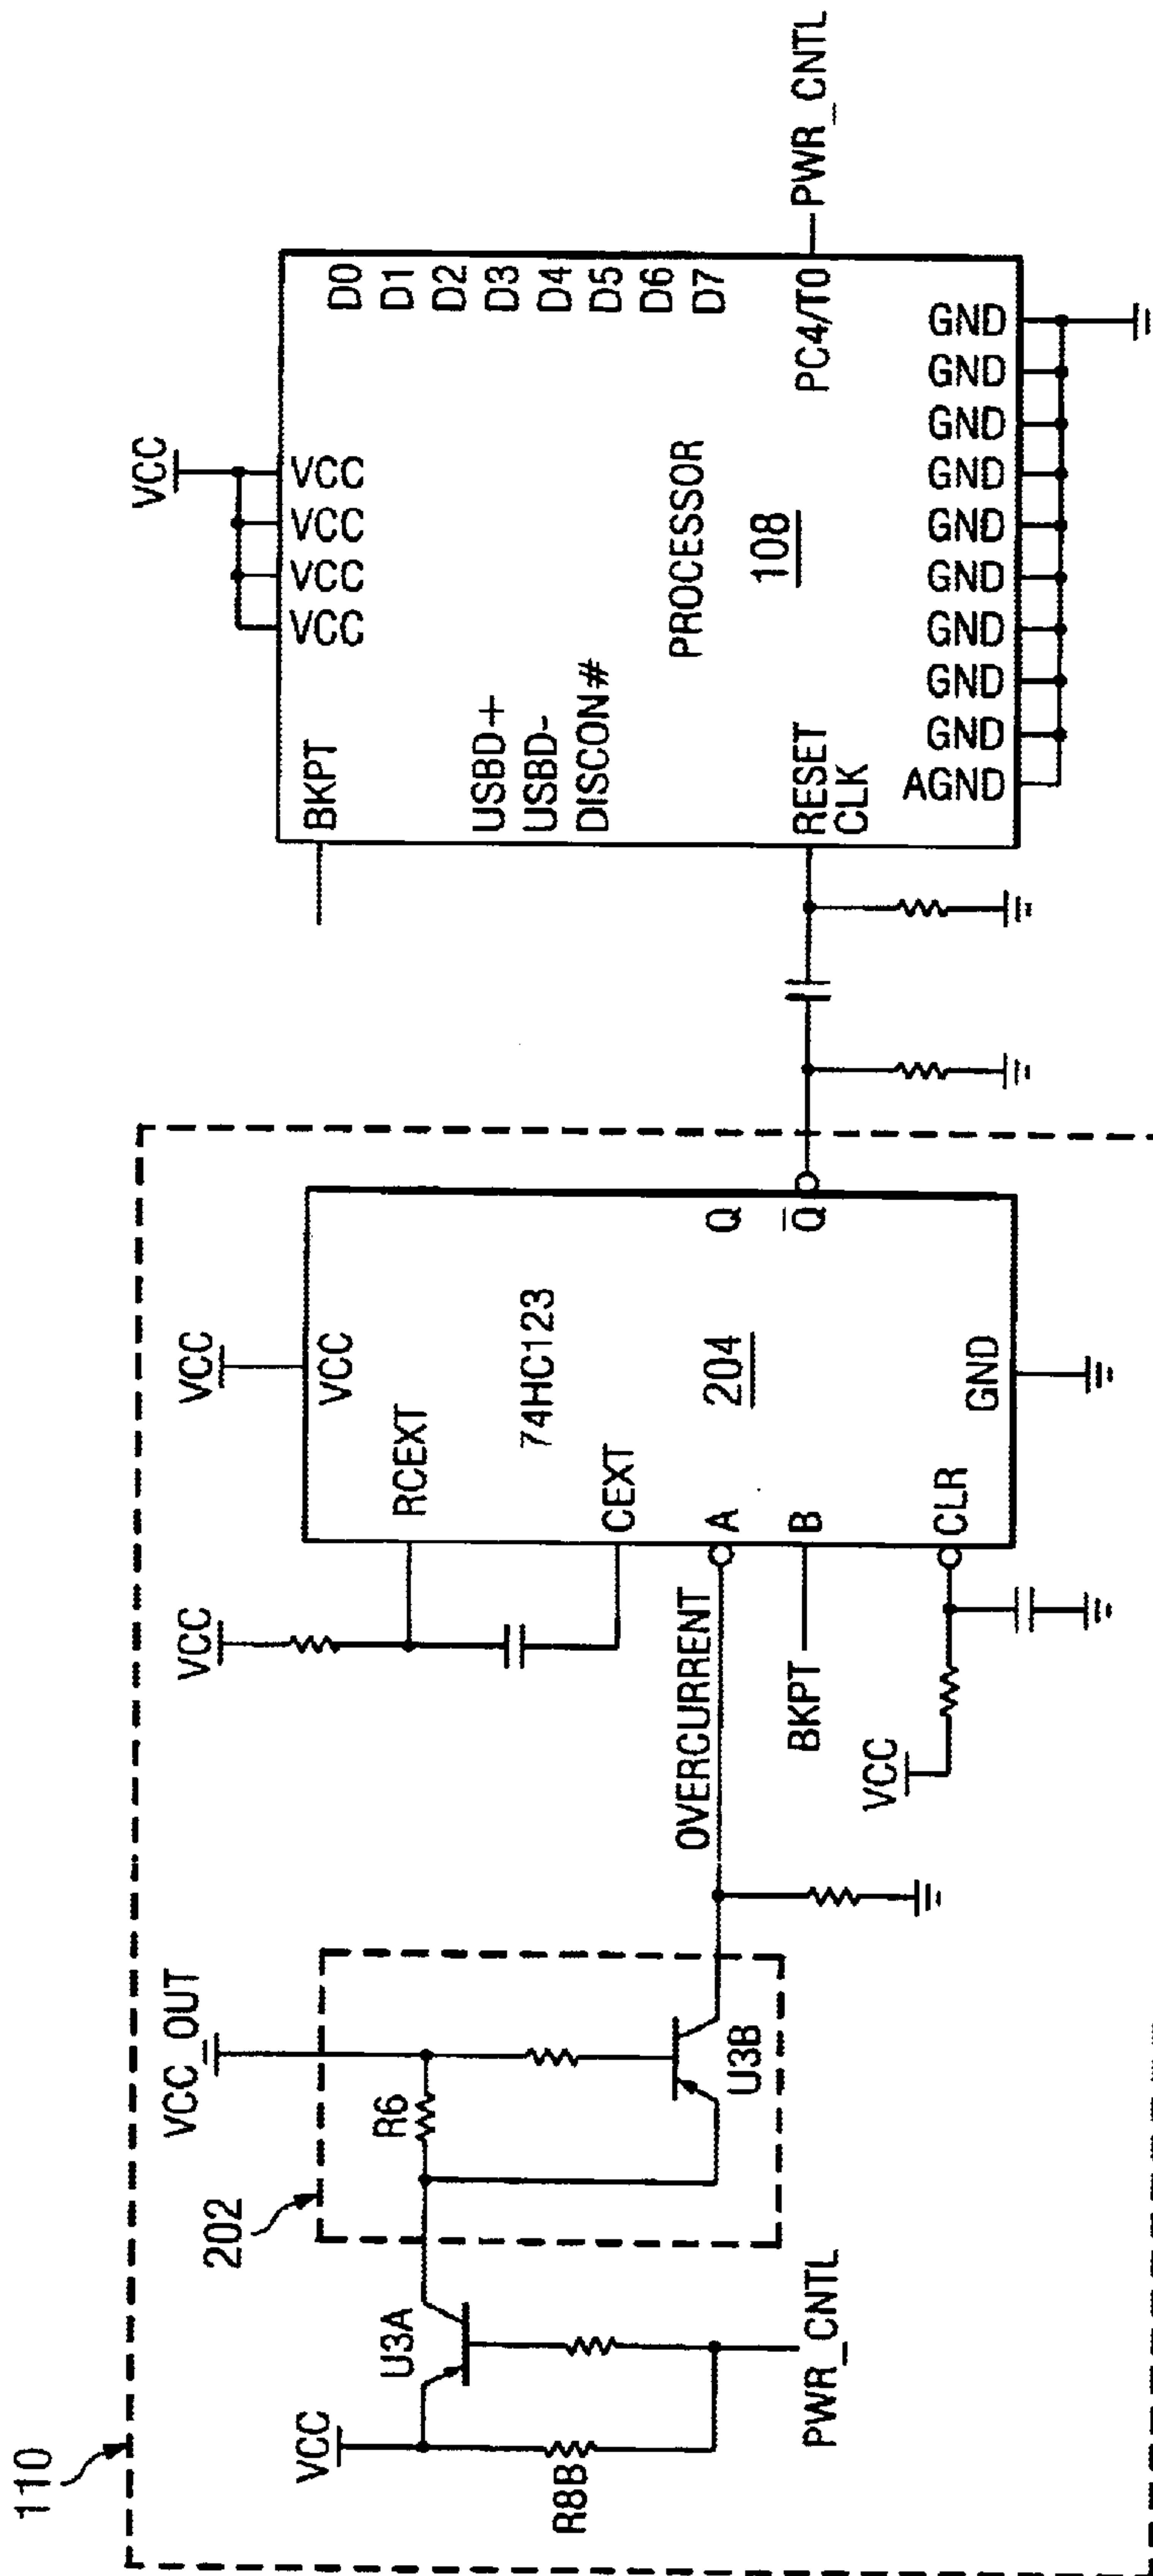 110
202
VCC
R8B
U3A
PWR_CNTL
VCC_OUT
R6
U3B
OVERCURRENT
VCC
RCEXT
CEXT
A
BKPT
B
VCC
CLR
VCC
VCC
74HC123
204
GND
Q
Q̅
BKPT
USBD+
USBD-
DISCON#
RESET
CLK
VCC
VCC
VCC
VCC
VCC
PROCESSOR
108
D0
D1
D2
D3
D4
D5
D6
D7
PC4/T0
PWR_CNTL
AGND
GND
GND
GND
GND
GND
GND
GND
GND
GND